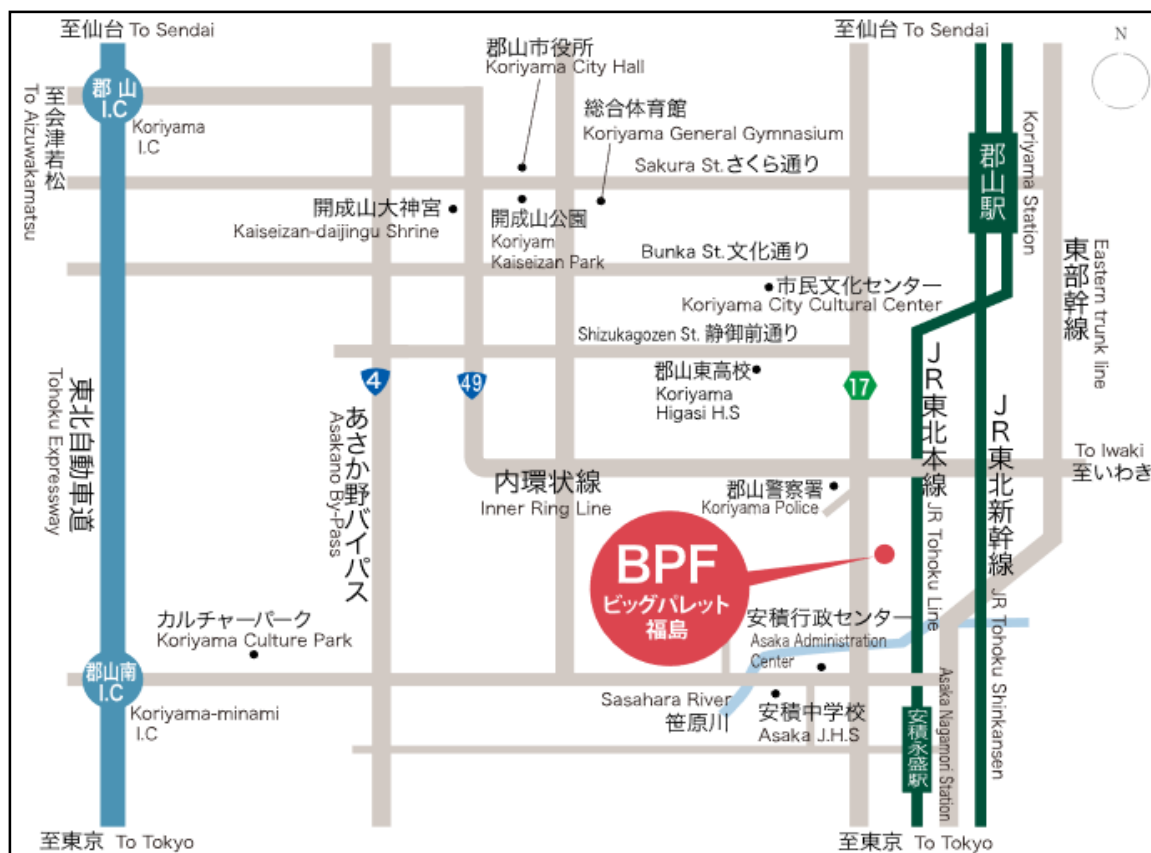 至仙台 To Sendai
至仙台 To Sendai
N
郡山市役所
Koriyama City Hall
郡山
I.C
Koriyama
I.C
至会津若松
To Aizuwakamatsu
総合体育館
Koriyama General Gymnasium
Sakura St. さくら通り
郡山駅
Koriyama Station
開成山大神宮
Kaiseizan-daijingu Shrine
開成山公園
Koriyam
Kaiseizan Park
Bunka St. 文化通り
市民文化センター
Koriyama City Cultural Center
東部幹線
Eastern trunk line
Shizukagozen St. 静御前通り
郡山東高校
Koriyama
Higasi H.S
4
49
17
東北自動車道
Tohoku Expressway
あさか野バイパス
Asakano By-Pass
JR東北本線
JR Tohoku Line
JR東北新幹線
JR Tohoku Shinkansen
To Iwaki
至いわき
内環状線
Inner Ring Line
郡山警察署
Koriyama Police
BPF
ビッグパレット
福島
カルチャーパーク
Koriyama Culture Park
安積行政センター
Asaka Administration
Center
郡山南
I.C
Koriyama-minami
I.C
Sasahara River
笹原川
安積中学校
Asaka J.H.S
安積永盛駅
Asaka Nagamori Station
至東京 To Tokyo
至東京 To Tokyo